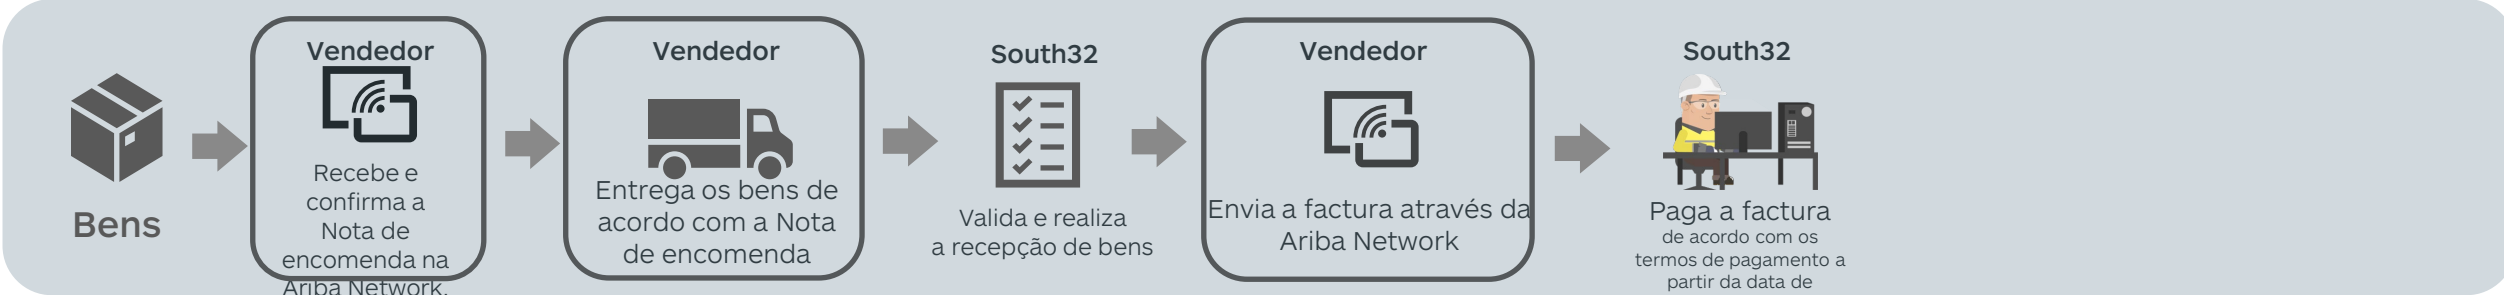 Bens
Vendedor
Recebe e
confirma a
Nota de
encomenda na
Ariba Network.
Vendedor
Entrega os bens de
acordo com a Nota
de encomenda
South32
Valida e realiza
a recepção de bens
Vendedor
Envia a factura através da
Ariba Network
South32
Paga a factura
de acordo com os
termos de pagamento a
partir da data de